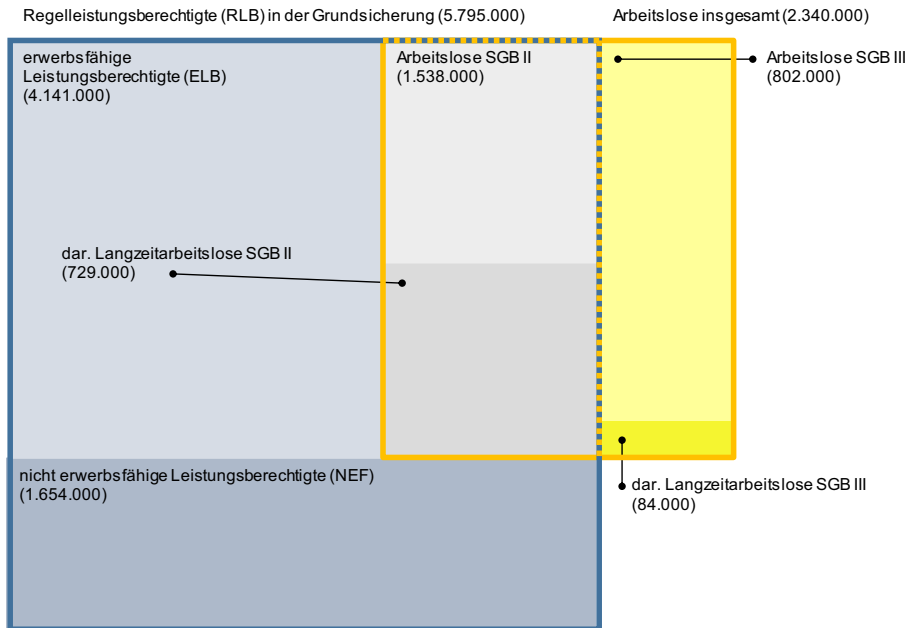 Regelleistungsberechtigte (RLB) in der Grundsicherung (5.795.000)
Arbeitslose insgesamt (2.340.000)
erwerbsfähige
Leistungsberechtigte (ELB)
(4.141.000)
Arbeitslose SGB II
(1.538.000)
Arbeitslose SGB III
(802.000)
dar. Langzeitarbeitslose SGB II
(729.000)
nicht erwerbsfähige Leistungsberechtigte (NEF)
(1.654.000)
dar. Langzeitarbeitslose SGB III
(84.000)